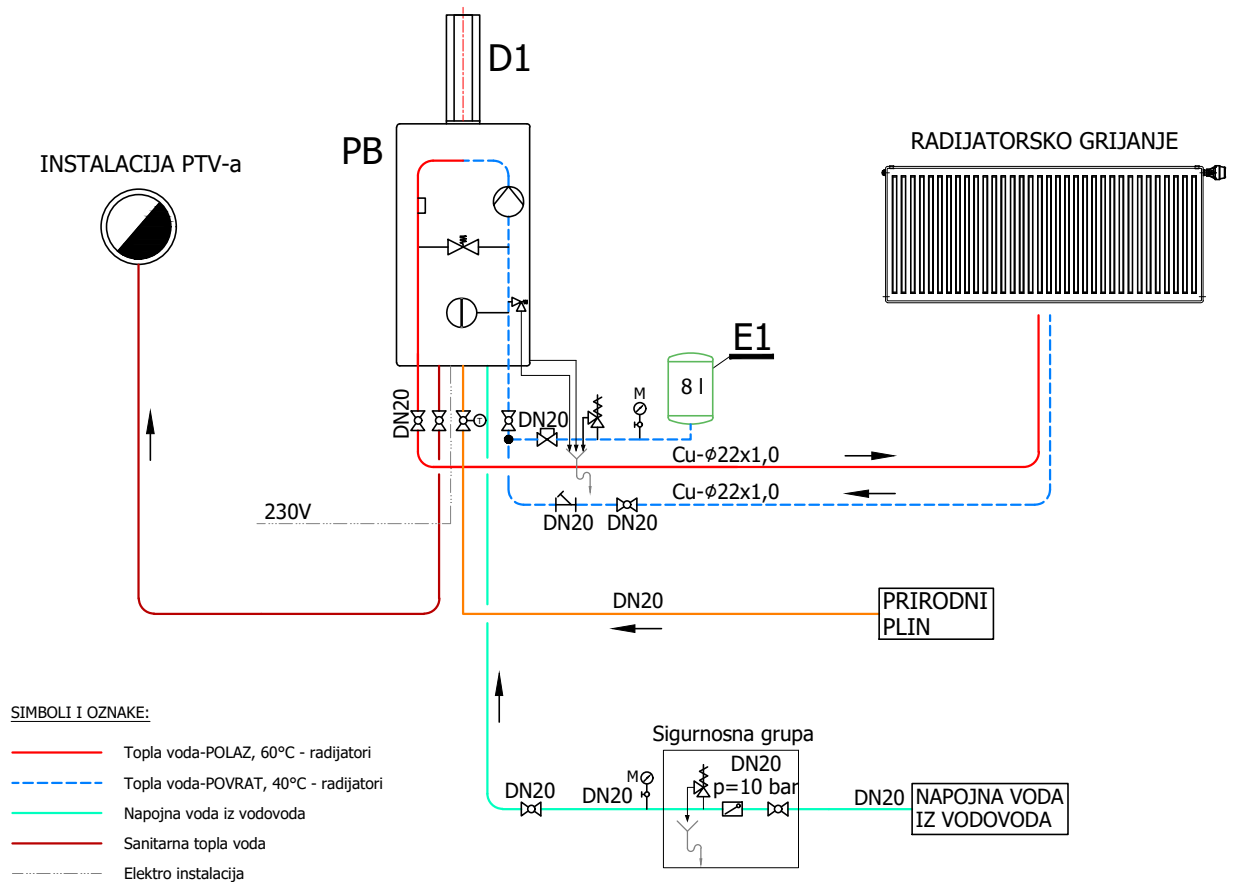 D1
PB
INSTALACIJA PTV-a
RADIJATORSKO GRIJANJE
E1
8 l
M
DN20
DN20
T
Cu-ϕ22x1,0
Cu-ϕ22x1,0
230V
DN20
DN20
DN20
PRIRODNI
PLIN
SIMBOLI I OZNAKE:
Topla voda-POLAZ, 60°C - radijatori
Topla voda-POVRAT, 40°C - radijatori
Napojna voda iz vodovoda
Sanitarna topla voda
Elektro instalacija
Sigurnosna grupa
DN20
p=10 bar
M
DN20
DN20
DN20
NAPOJNA VODA
IZ VODOVODA